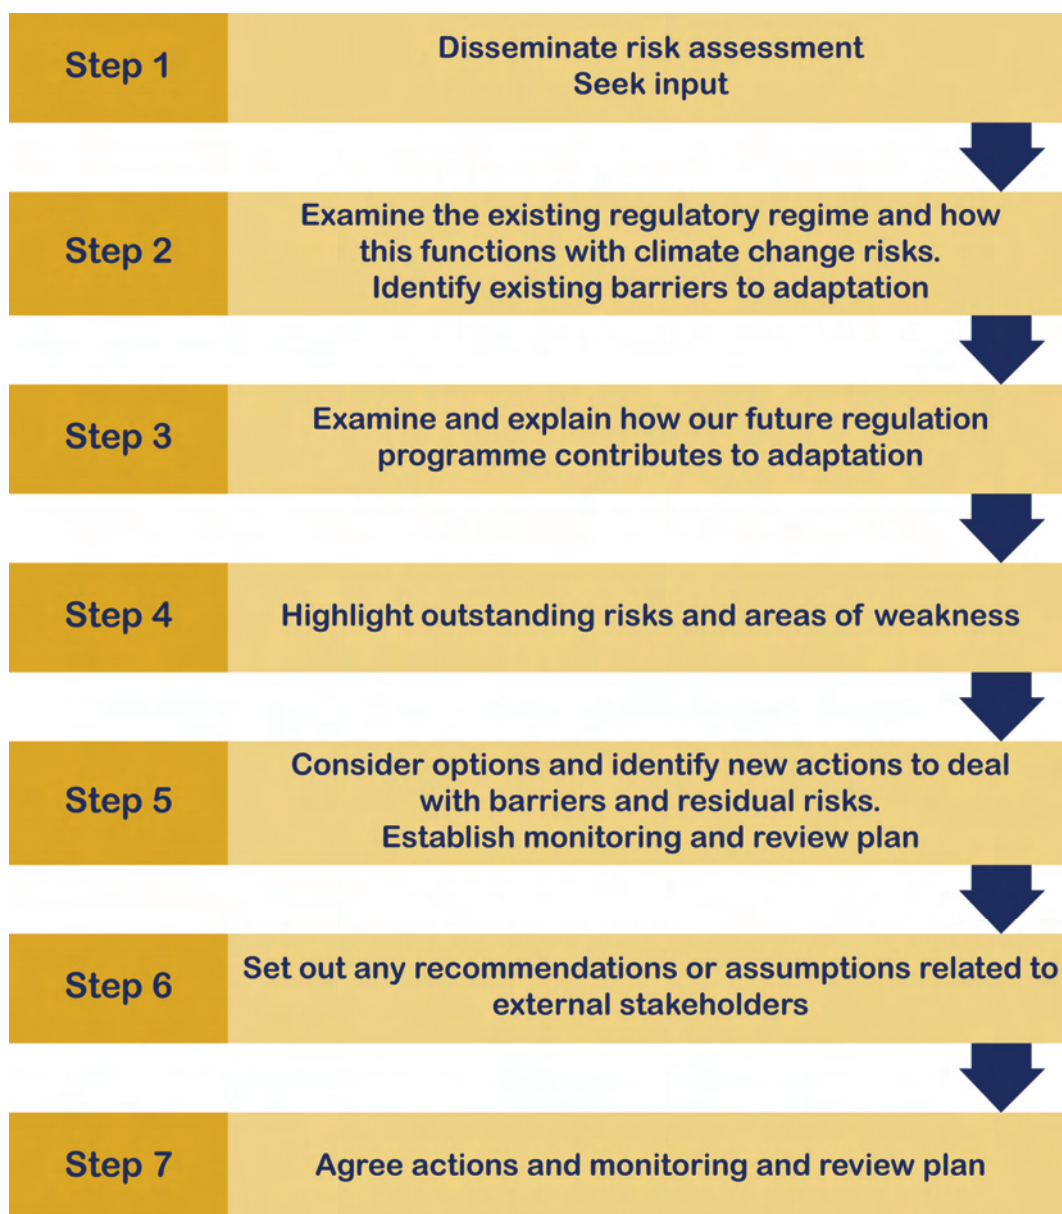 Step 1
Disseminate risk assessment
Seek input
Step 2
Examine the existing regulatory regime and how
this functions with climate change risks.
Identify existing barriers to adaptation
Step 3
Examine and explain how our future regulation
programme contributes to adaptation
Step 4
Highlight outstanding risks and areas of weakness
Step 5
Consider options and identify new actions to deal
with barriers and residual risks.
Establish monitoring and review plan
Step 6
Set out any recommendations or assumptions related to
external stakeholders
Step 7
Agree actions and monitoring and review plan